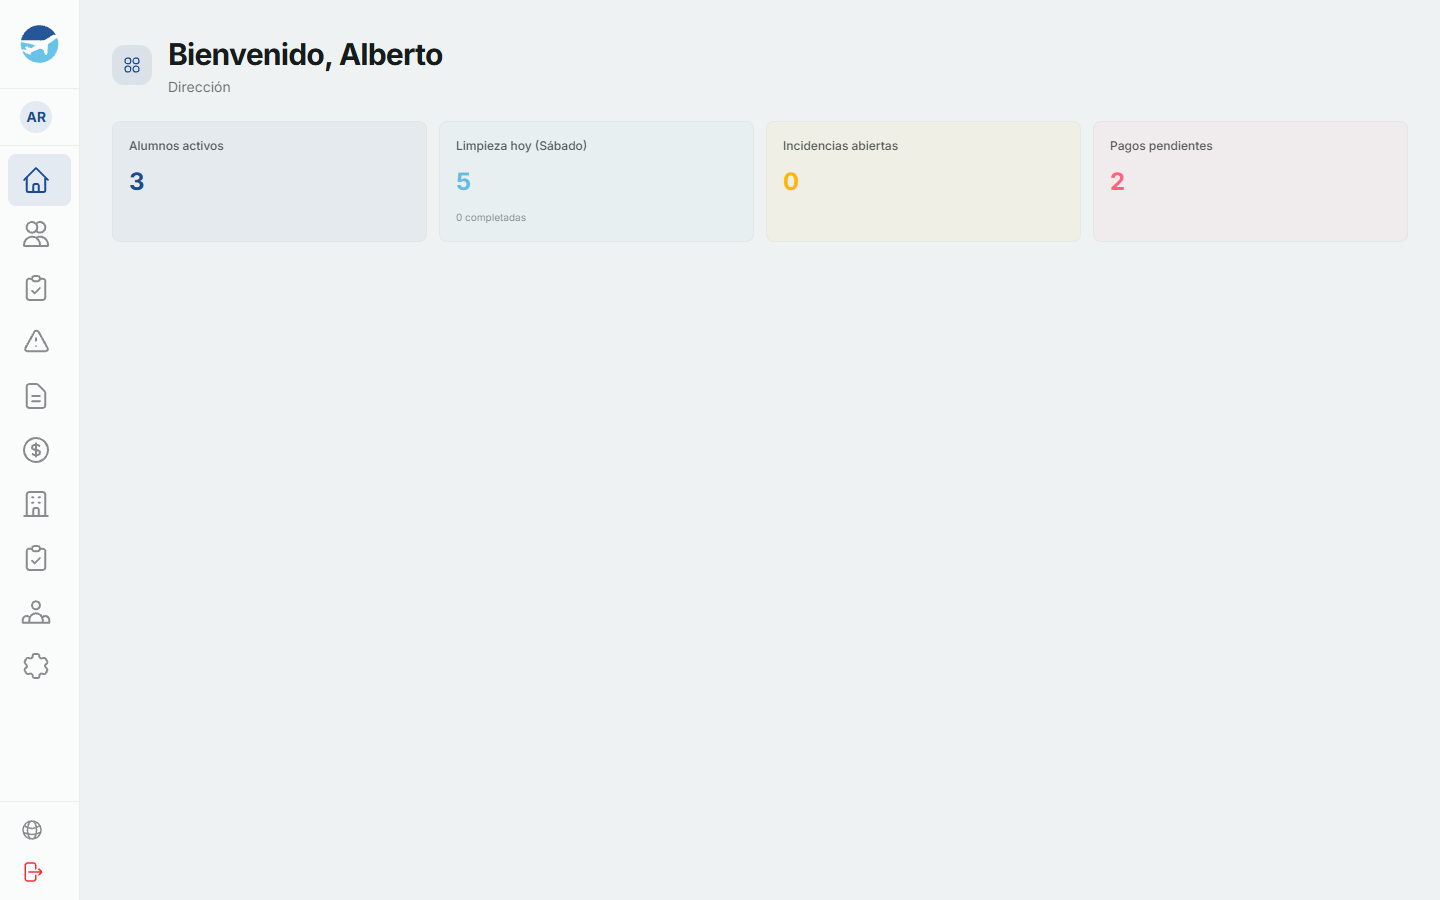 AR
Bienvenido, Alberto
Dirección
Alumnos activos
3
Limpieza hoy (Sábado)
5
0 completadas
Incidencias abiertas
0
Pagos pendientes
2